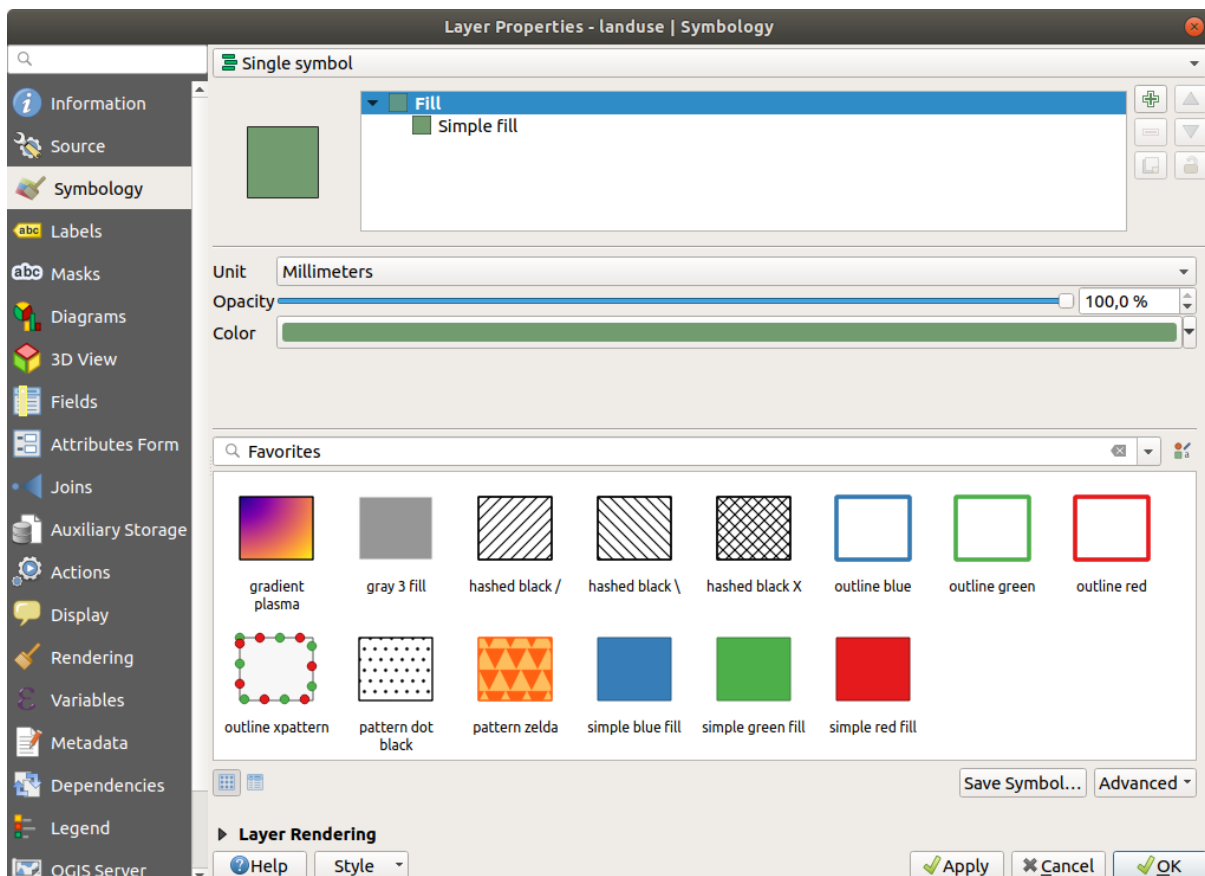 Layer Properties - landuse | Symbology
Single symbol
Information
Source
Symbology
abc Labels
abc Masks
Diagrams
3D View
Fields
Attributes Form
Joins
Auxiliary Storage
Actions
Display
Rendering
Variables
Metadata
Dependencies
Legend
QGIS Server
Fill
Simple fill
Unit Millimeters
Opacity 100,0 %
Color
Favorites
gradient plasma
gray 3 fill
hashed black /
hashed black \
hashed black X
outline blue
outline green
outline red
outline xpattern
pattern dot black
pattern zelda
simple blue fill
simple green fill
simple red fill
Save Symbol... Advanced
Layer Rendering
Help Style Apply Cancel OK